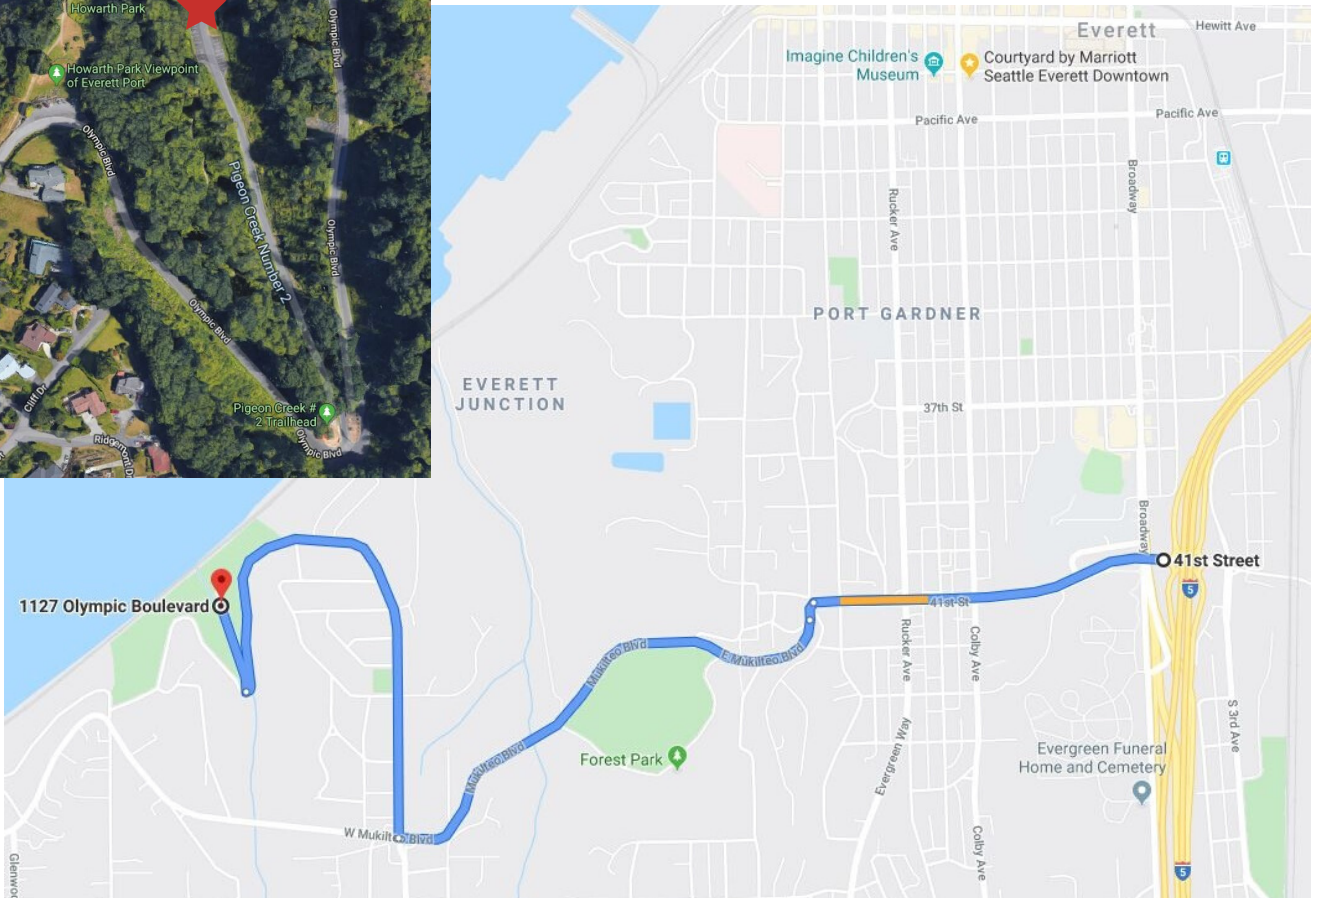 Howarth Park
Howarth Park Viewpoint
of Everett Port
Olympic Blvd
Olympic Blvd
Pigeon Creek Number 2
Olympic Blvd
Olympic Blvd
Cliff Dr
Pigeon Creek #
2 Trailhead
Olympic Blvd
Everett
Hewitt Ave
Imagine Children's
Museum
Courtyard by Marriott
Seattle Everett Downtown
Pacific Ave
Pacific Ave
Rucker Ave
Broadway
PORT GARDNER
EVERETT
JUNCTION
37th St
Broadway
41st Street
5
1127 Olympic Boulevard
41st St
Mukilteo Blvd
E Mukilteo Blvd
Rucker Ave
Colby Ave
S 3rd Ave
Forest Park
Mukilteo Blvd
Evergreen Way
Evergreen Funeral
Home and Cemetery
W Mukilteo Blvd
Colby Ave
5